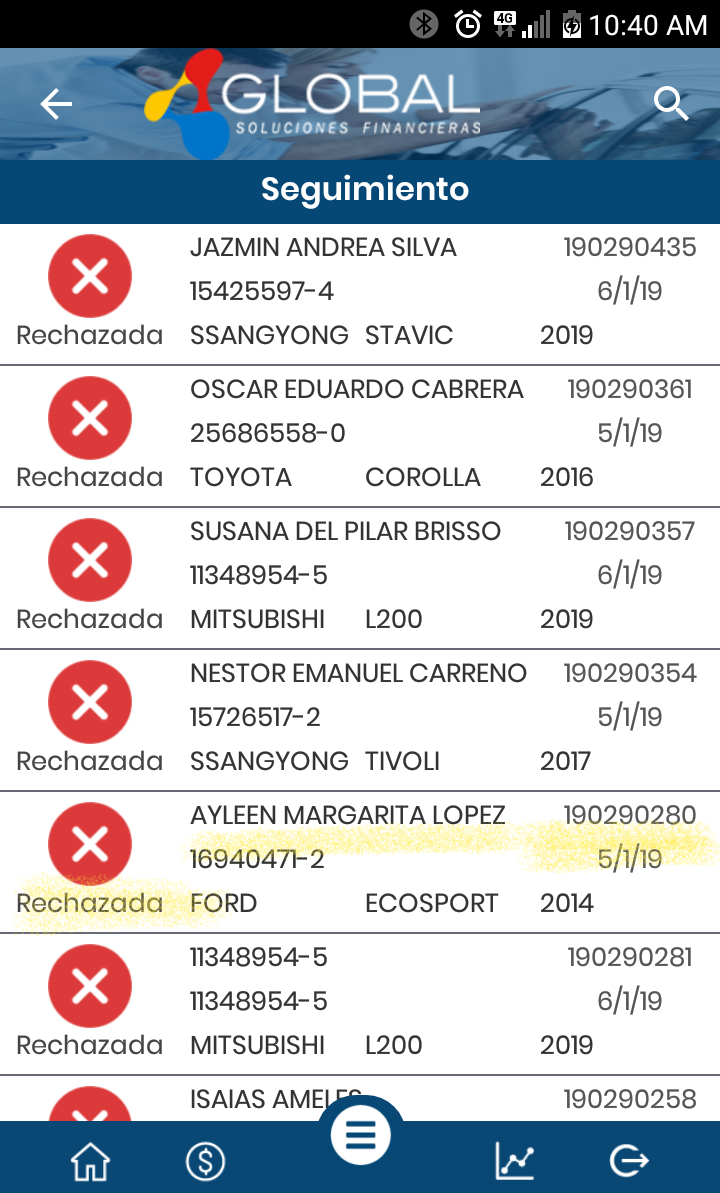 4G 10:40 AM
GLOBAL
SOLUCIONES FINANCIERAS
Seguimiento
JAZMIN ANDREA SILVA 190290435
15425597-4 6/1/19
Rechazada SSANGYONG STAVIC 2019
OSCAR EDUARDO CABRERA 190290361
25686558-0 5/1/19
Rechazada TOYOTA COROLLA 2016
SUSANA DEL PILAR BRISSO 190290357
11348954-5 6/1/19
Rechazada MITSUBISHI L200 2019
NESTOR EMANUEL CARRENO 190290354
15726517-2 5/1/19
Rechazada SSANGYONG TIVOLI 2017
AYLEEN MARGARITA LOPEZ 190290280
16940471-2 5/1/19
Rechazada FORD ECOSPORT 2014
11348954-5 190290281
11348954-5 6/1/19
Rechazada MITSUBISHI L200 2019
ISAIAS AMELES 190290258